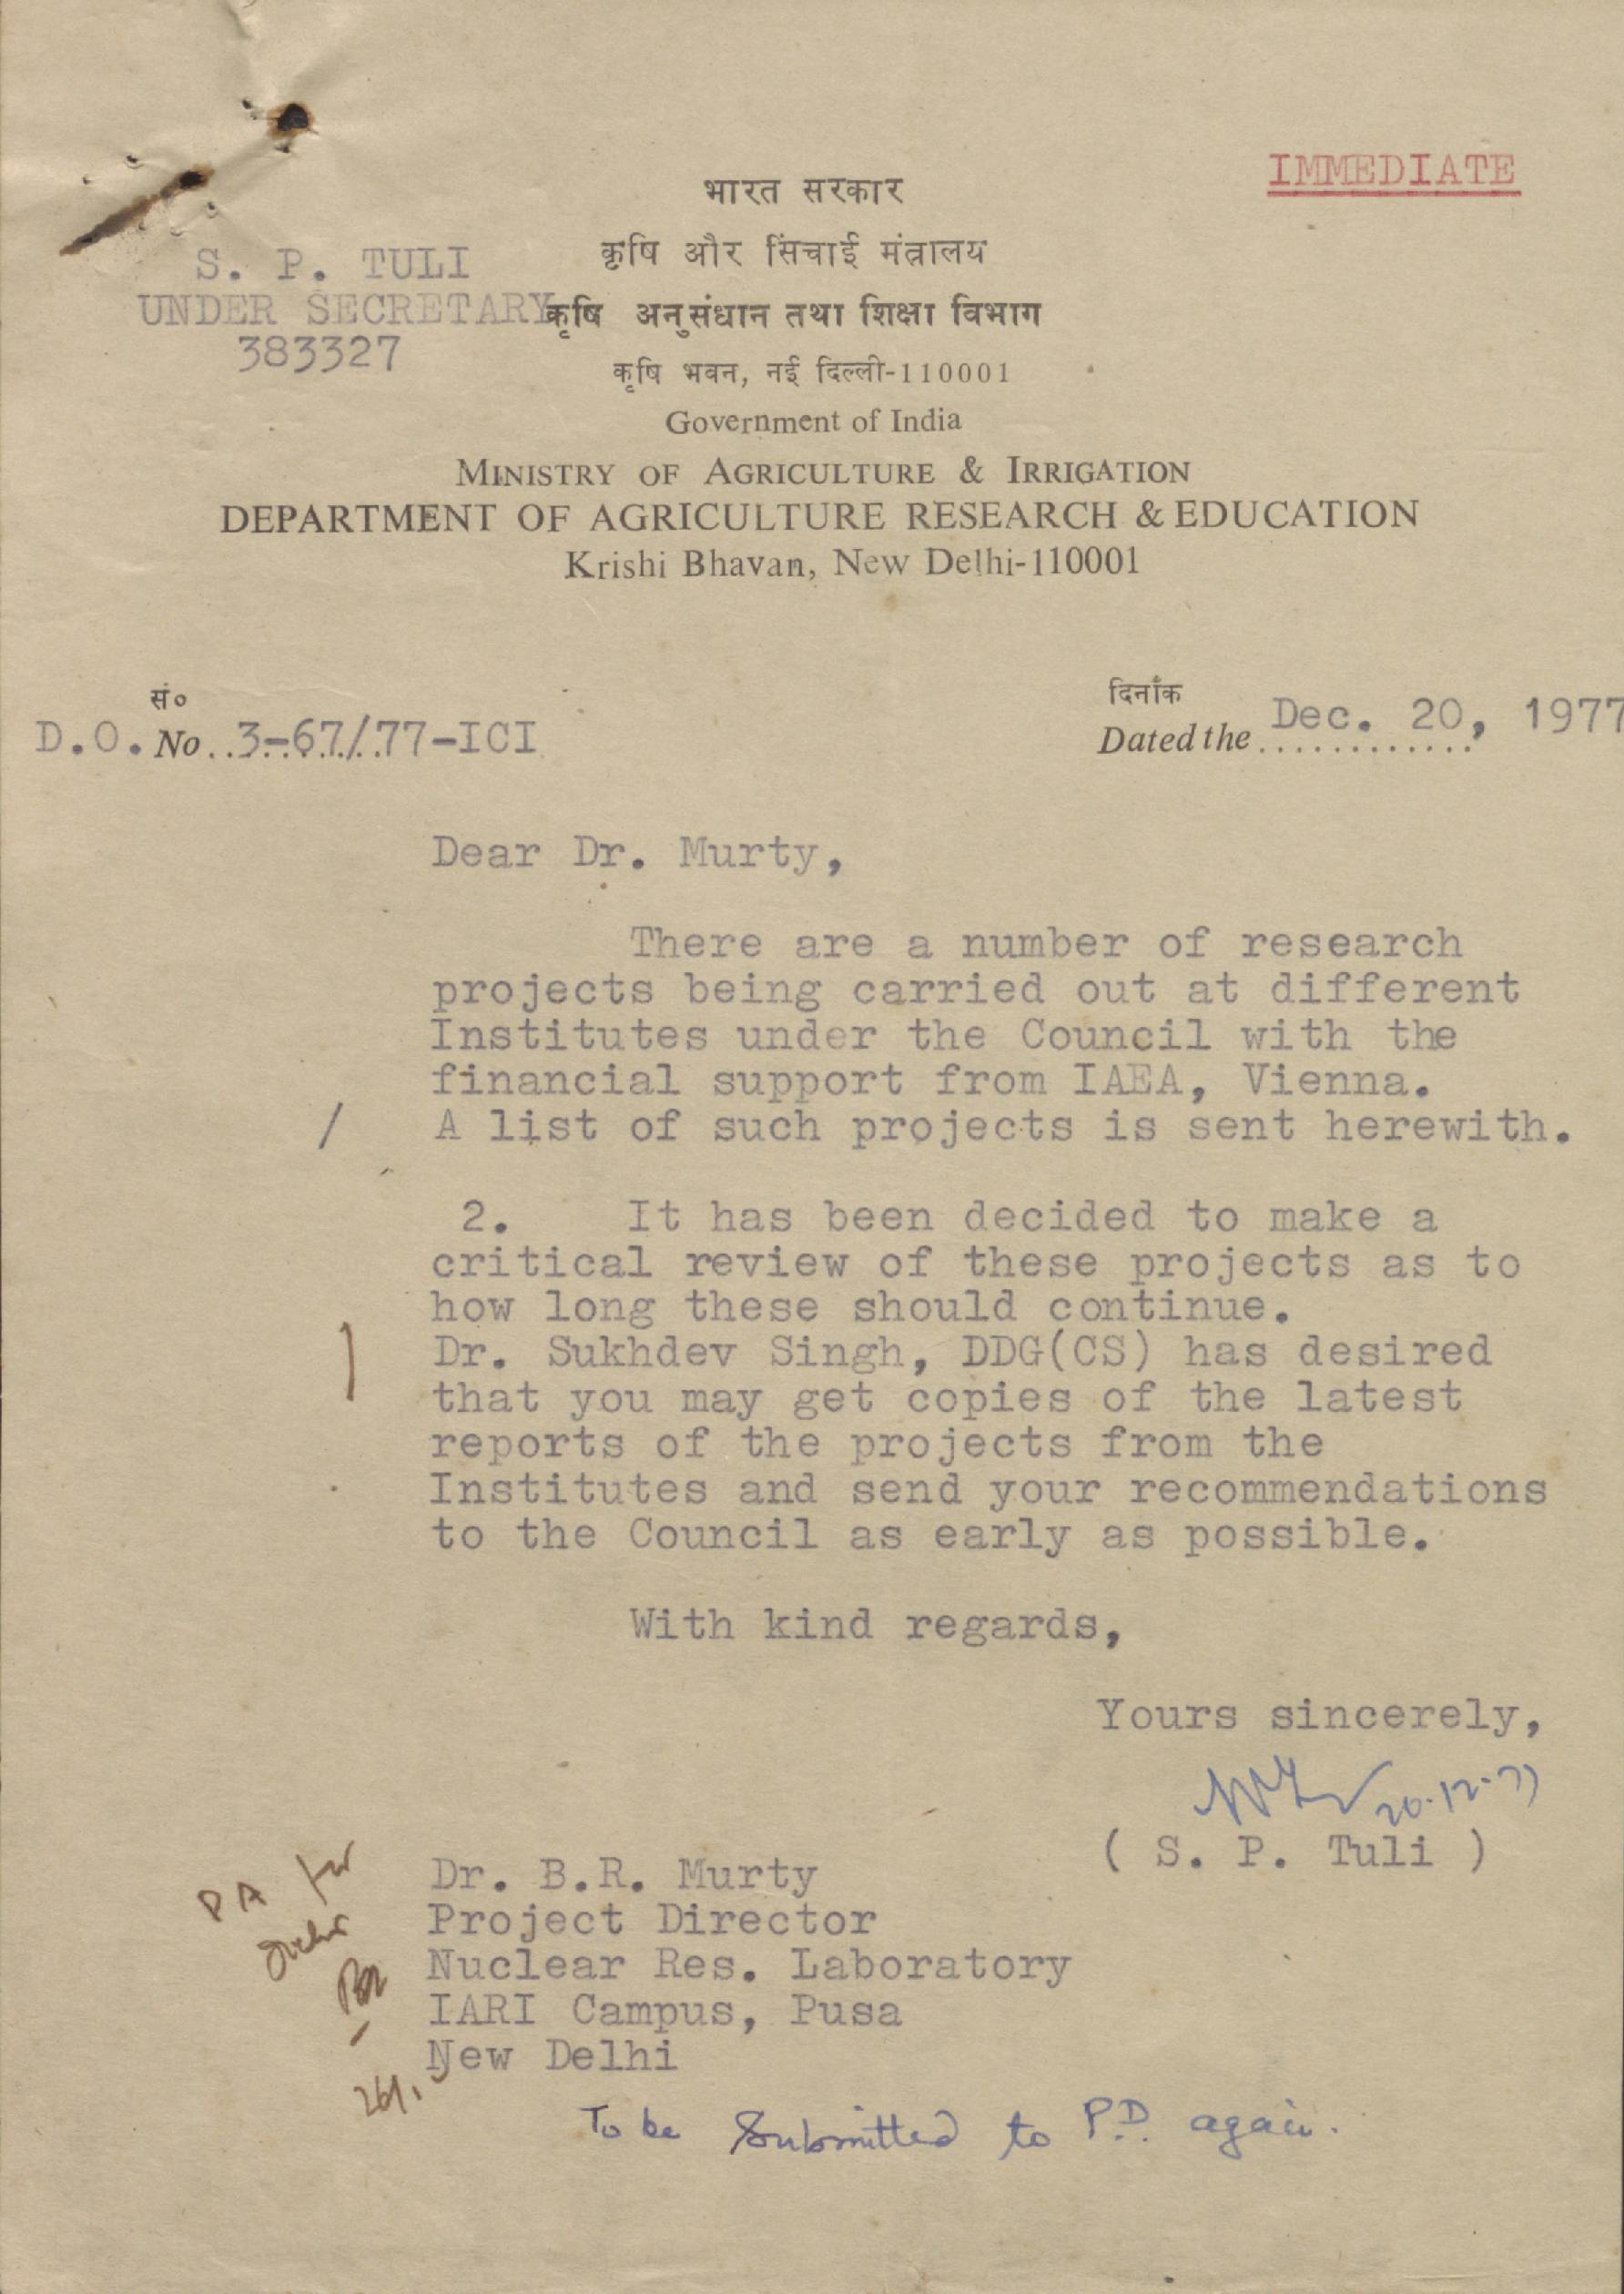 IMMEDIATE
भारत सरकार
कृषि और सिंचाई मंत्रालय
S. P. TULI
UNDER SECRETARY
383327
कृषि अनुसंधान तथा शिक्षा विभाग
कृषि भवन, नई दिल्ली-110001
Government of India
MINISTRY OF AGRICULTURE & IRRIGATION
DEPARTMENT OF AGRICULTURE RESEARCH & EDUCATION
Krishi Bhavan, New Delhi-110001
सं०
D.O. No. 3-67/77-ICI
दिनाँक
Dated the Dec. 20, 1977
Dear Dr. Murty,
There are a number of research
projects being carried out at different
Institutes under the Council with the
financial support from IAEA, Vienna.
/ A list of such projects is sent herewith.
2. It has been decided to make a
critical review of these projects as to
how long these should continue.
Dr. Sukhdev Singh, DDG(CS) has desired
that you may get copies of the latest
reports of the projects from the
Institutes and send your recommendations
to the Council as early as possible.
With kind regards,
Yours sincerely,
20-12-77
( S. P. Tuli )
Dr. B.R. Murty
Project Director
Nuclear Res. Laboratory
IARI Campus, Pusa
New Delhi
PA
To be submitted to P.D. again.